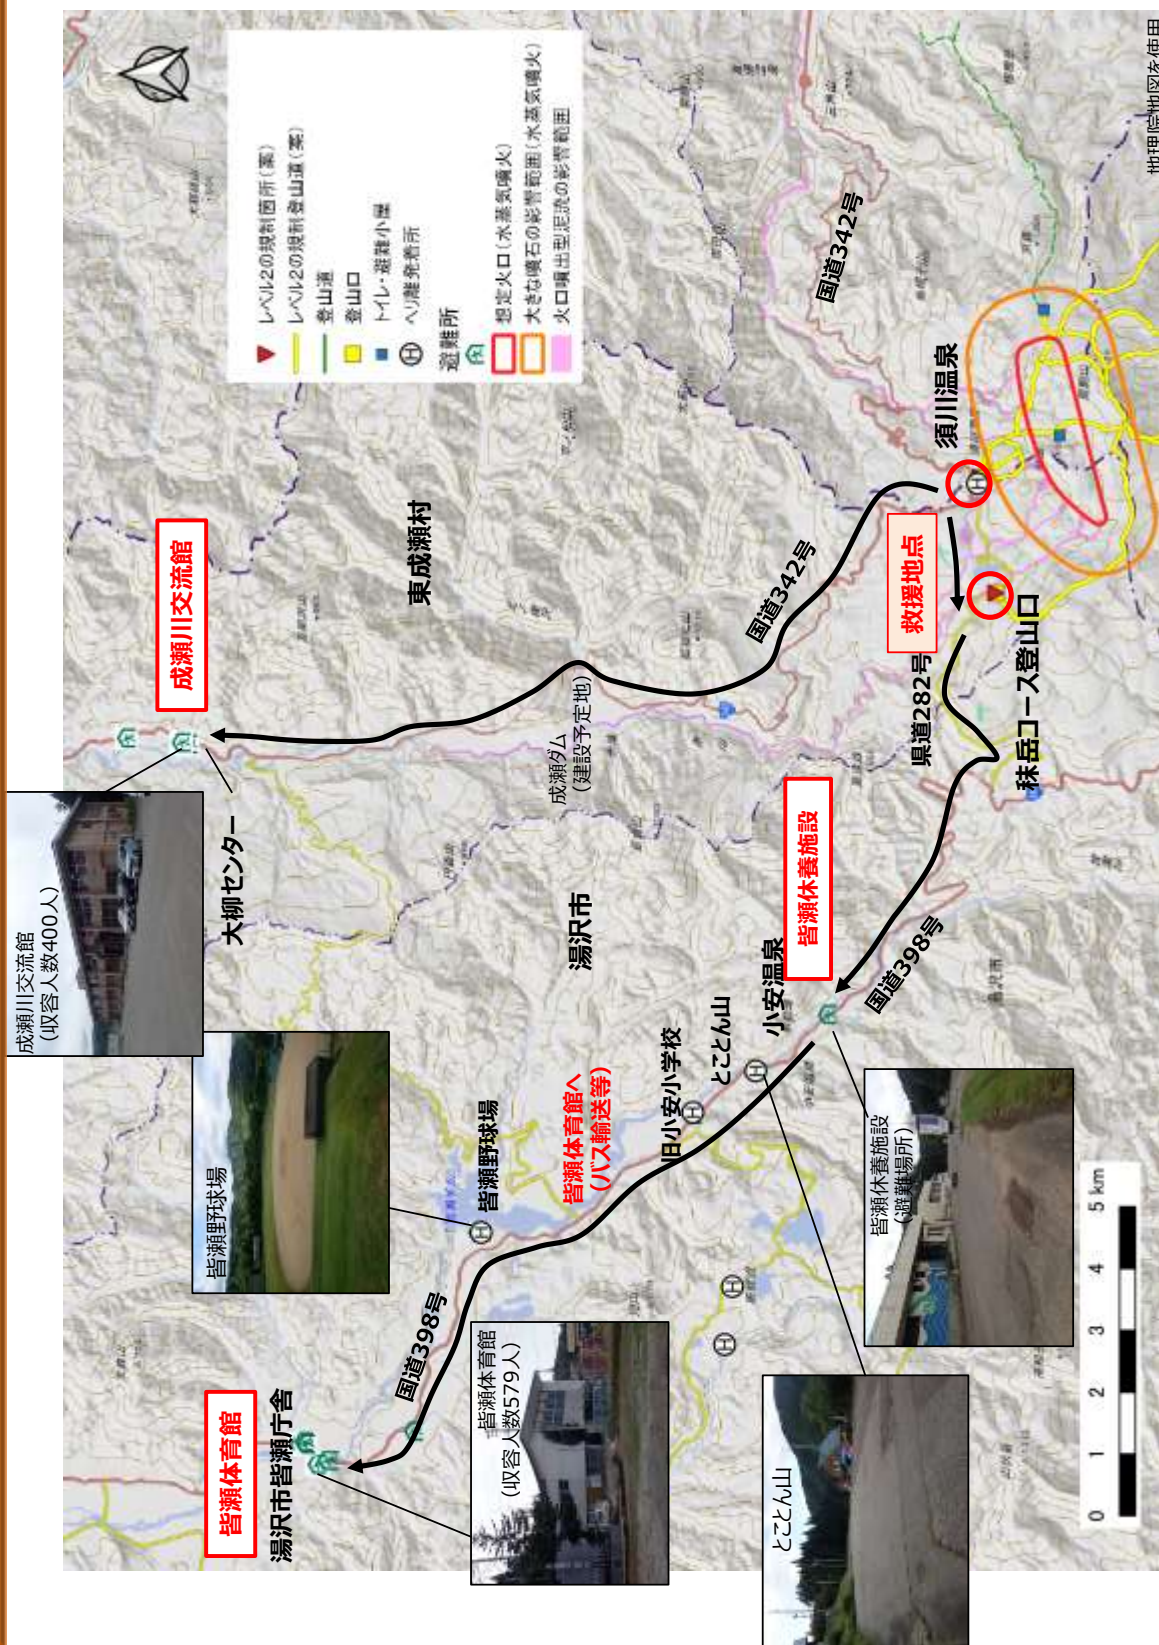 レベル2の規制箇所(案)
レベル2の規制登山道(案)
登山道
登山口
トイレ・避難小屋
ヘリ離発着所
避難所
想定火口(水蒸気噴火)
大きな噴石の影響範囲(水蒸気噴火)
火口噴出型泥流の影響範囲
成瀬川交流館
(収容人数400人)
成瀬川交流館
大柳センター
東成瀬村
国道342号
国道342号
須川温泉
救援地点
県道282号
秣岳コース登山口
成瀬ダム
(建設予定地)
皆瀬休養施設
湯沢市
小安温泉
国道398号
とことん山
旧小安小学校
皆瀬体育館へ
(バス輸送等)
皆瀬野球場
皆瀬野球場
国道398号
皆瀬体育館
湯沢市皆瀬庁舎
皆瀬体育館
(収容人数579人)
皆瀬休養施設
(避難場所)
とことん山
0 1 2 3 4 5 km
地理院地図を使用